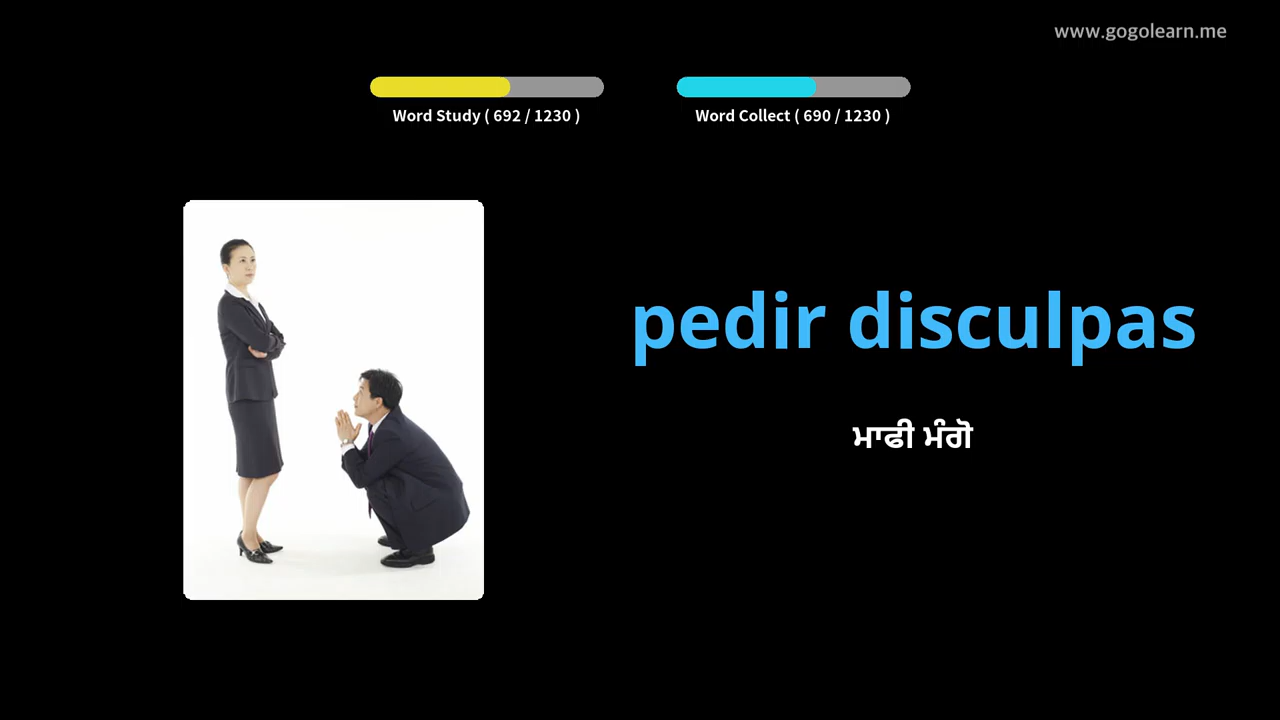 www.gogolearn.me
Word Study ( 692 / 1230 )
Word Collect ( 690 / 1230 )
pedir disculpas
ਮਾਫੀ ਮੰਗੋ